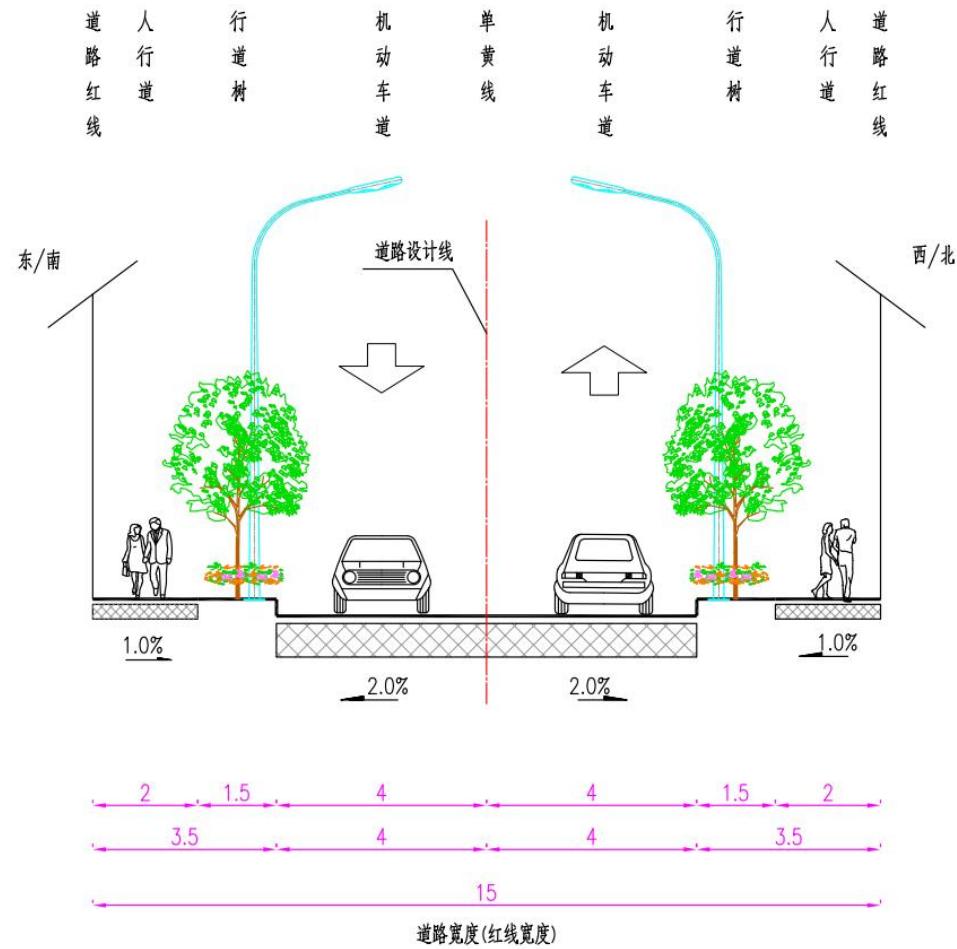 道路红线
人行道
行道树
机动车道
单黄线
机动车道
行道树
人行道
道路红线
东/南
道路设计线
西/北
1.0%
1.0%
2.0%
2.0%
2
1.5
4
4
1.5
2
3.5
4
4
3.5
15
道路宽度(红线宽度)